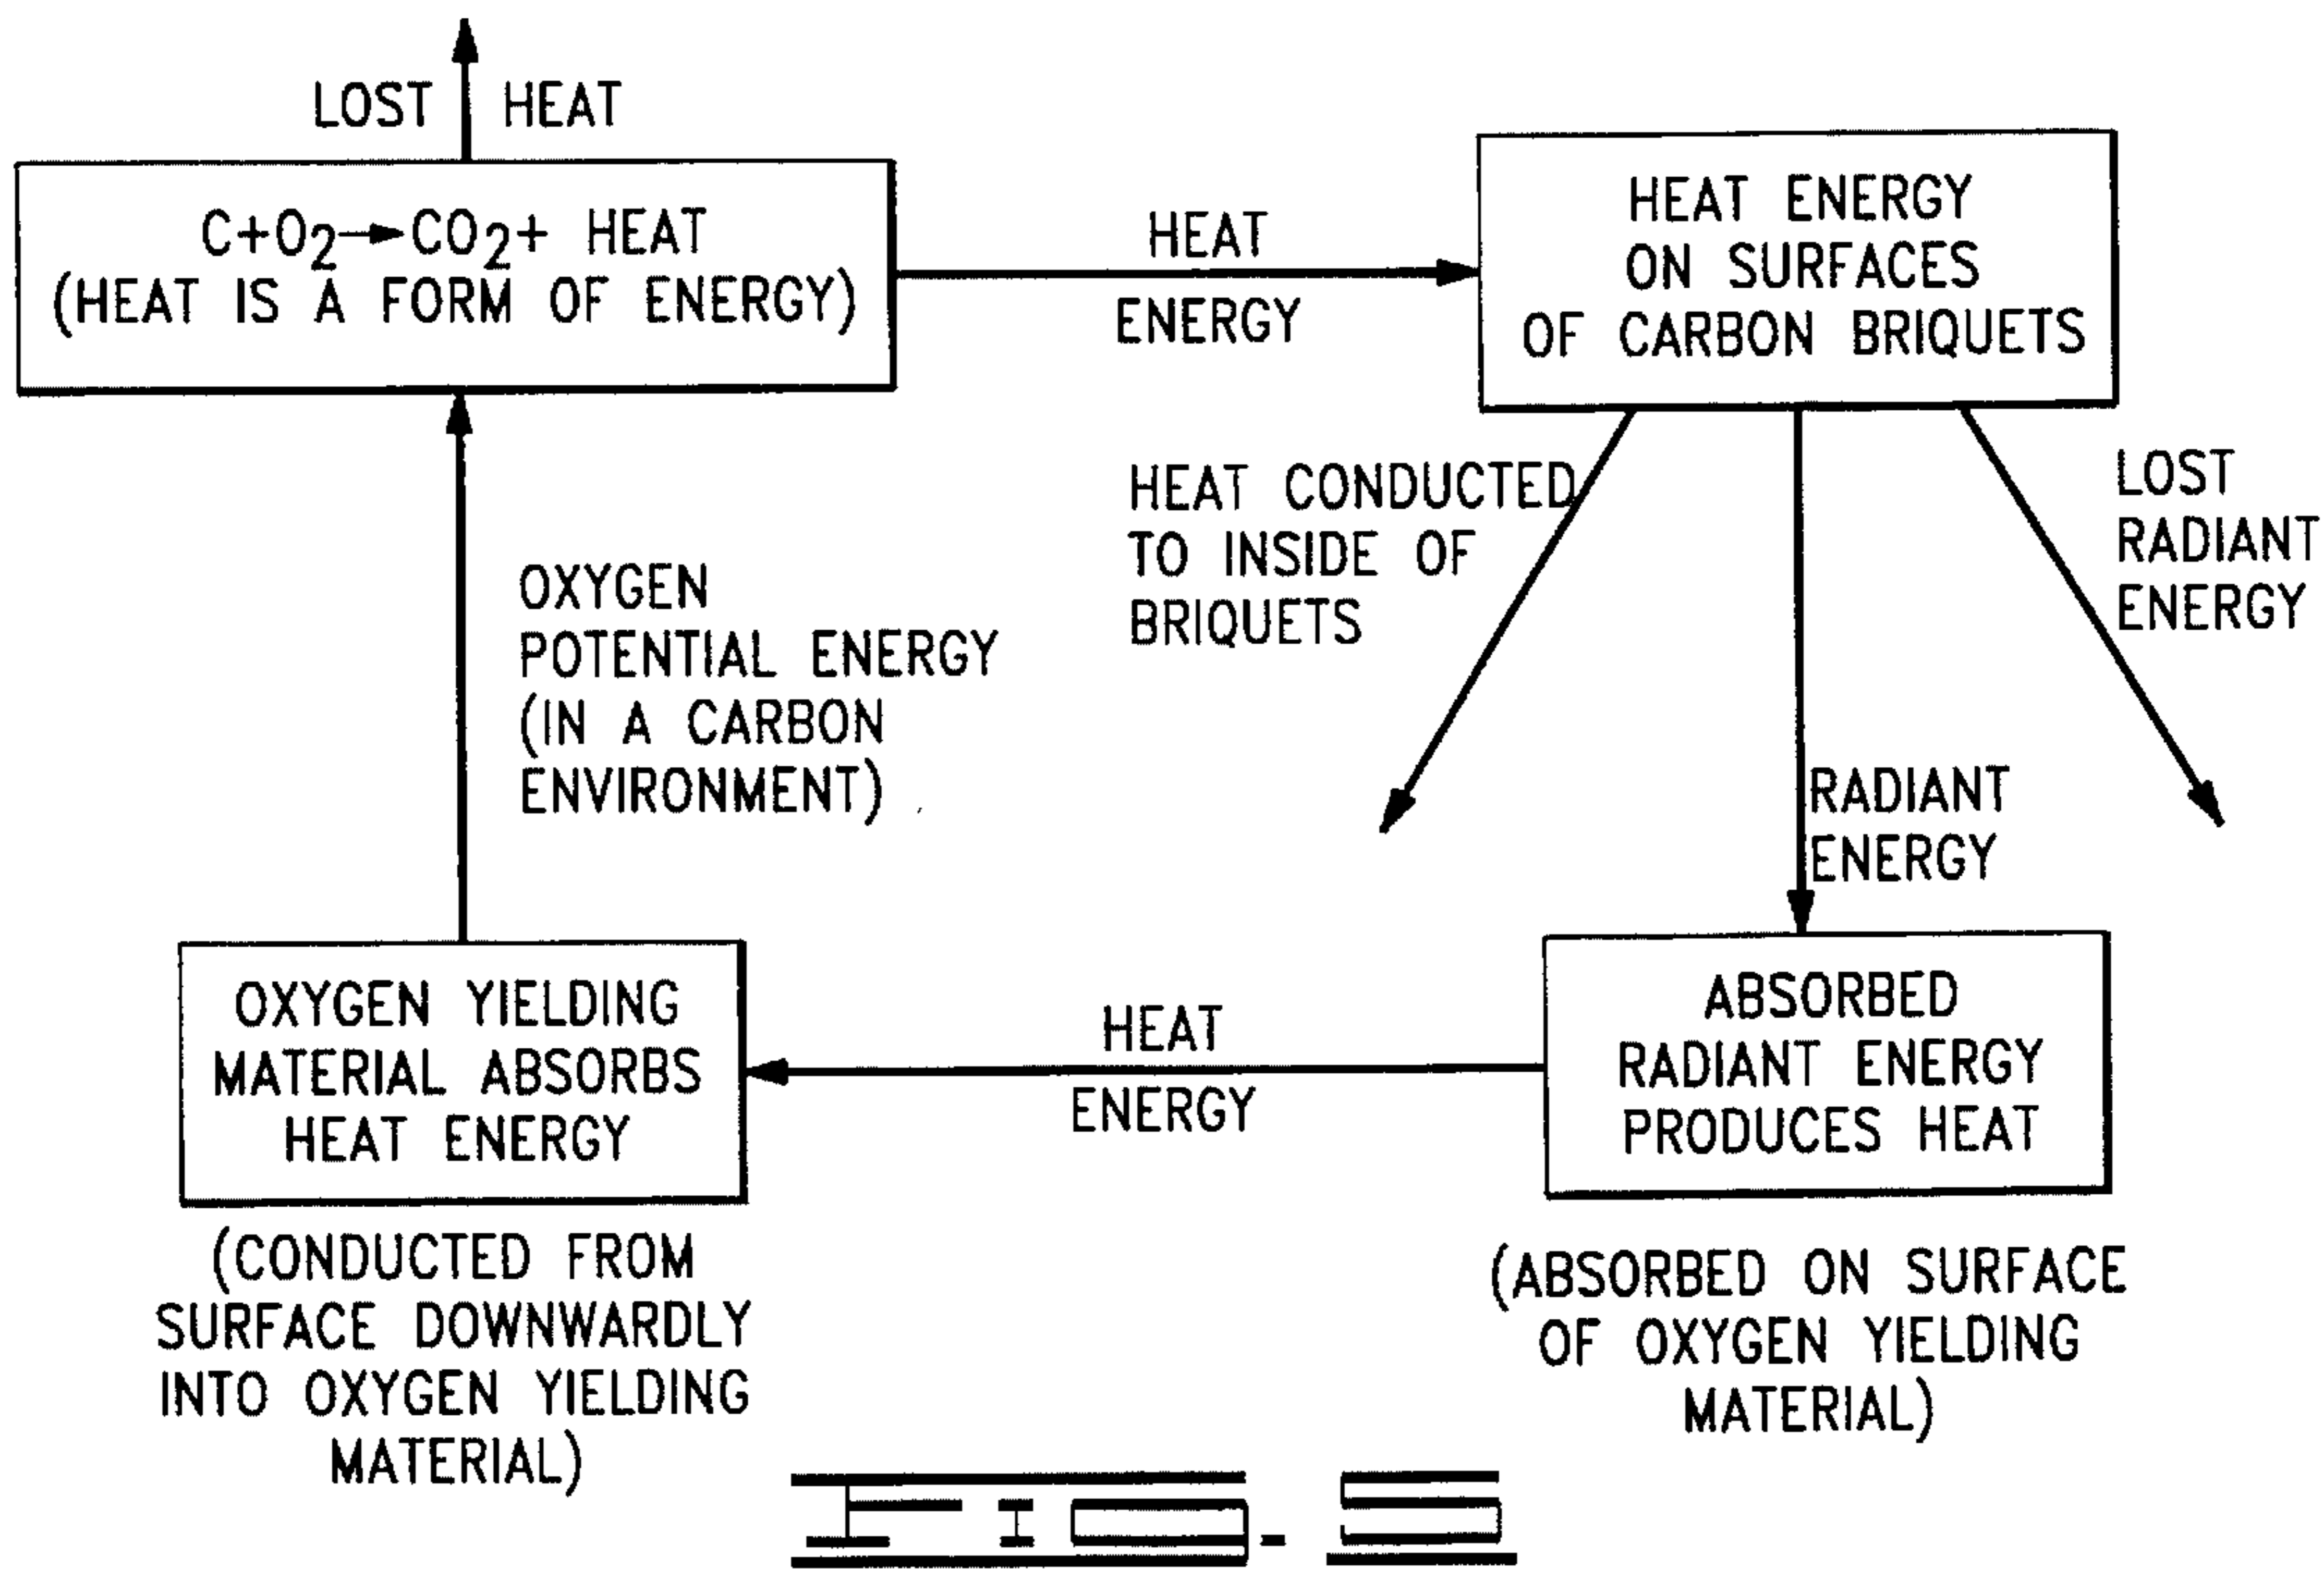 LOST HEAT
C+O₂→CO₂+ HEAT
(HEAT IS A FORM OF ENERGY)
HEAT
ENERGY
HEAT ENERGY
ON SURFACES
OF CARBON BRIQUETS
HEAT CONDUCTED
TO INSIDE OF
BRIQUETS
LOST
RADIANT
ENERGY
RADIANT
ENERGY
OXYGEN
POTENTIAL ENERGY
(IN A CARBON
ENVIRONMENT)
OXYGEN YIELDING
MATERIAL ABSORBS
HEAT ENERGY
HEAT
ENERGY
ABSORBED
RADIANT ENERGY
PRODUCES HEAT
(CONDUCTED FROM
SURFACE DOWNWARDLY
INTO OXYGEN YIELDING
MATERIAL)
(ABSORBED ON SURFACE
OF OXYGEN YIELDING
MATERIAL)
FIG-5